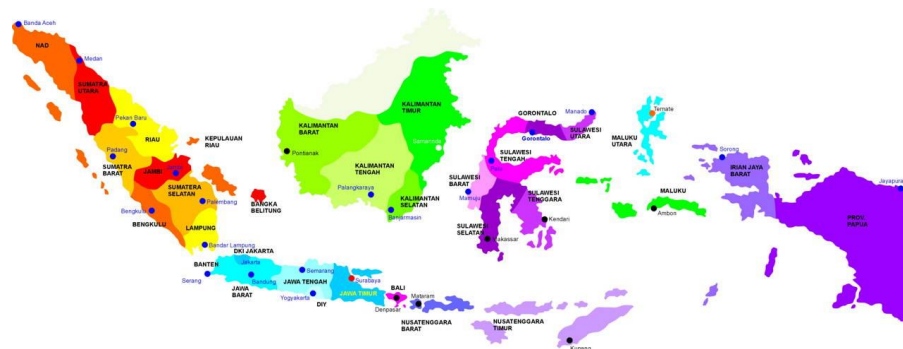 Banda Aceh
NAD
Medan
SUMATRA
UTARA
Pekan Baru
RIAU
KEPULAUAN
RIAU
Padang
SUMATRA
BARAT
JAMBI
SUMATERA
SELATAN
Palembang
BANGKA
BELITUNG
Bengkulu
BENGKULU
LAMPUNG
Bandar Lampung
DKI JAKARTA
BANTEN
Jakarta
Serang
Bandung
JAWA
BARAT
Semarang
JAWA TENGAH
Yogyakarta
DIY
Surabaya
JAWA TIMUR
BALI
Denpasar
Mataram
NUSATENGGARA
BARAT
NUSATENGGARA
TIMUR
Kupang
KALIMANTAN
BARAT
Pontianak
KALIMANTAN
TENGAH
Palangkaraya
KALIMANTAN
TIMUR
Samarinda
KALIMANTAN
SELATAN
Banjarmasin
GORONTALO
Gorontalo
Manado
SULAWESI
UTARA
SULAWESI
TENGAH
Palu
SULAWESI
BARAT
Mamuju
SULAWESI
TENGGARA
Kendari
SULAWESI
SELATAN
Makassar
MALUKU
UTARA
Ternate
MALUKU
Ambon
Sorong
IRIAN JAYA
BARAT
Jayapura
PROV.
PAPUA